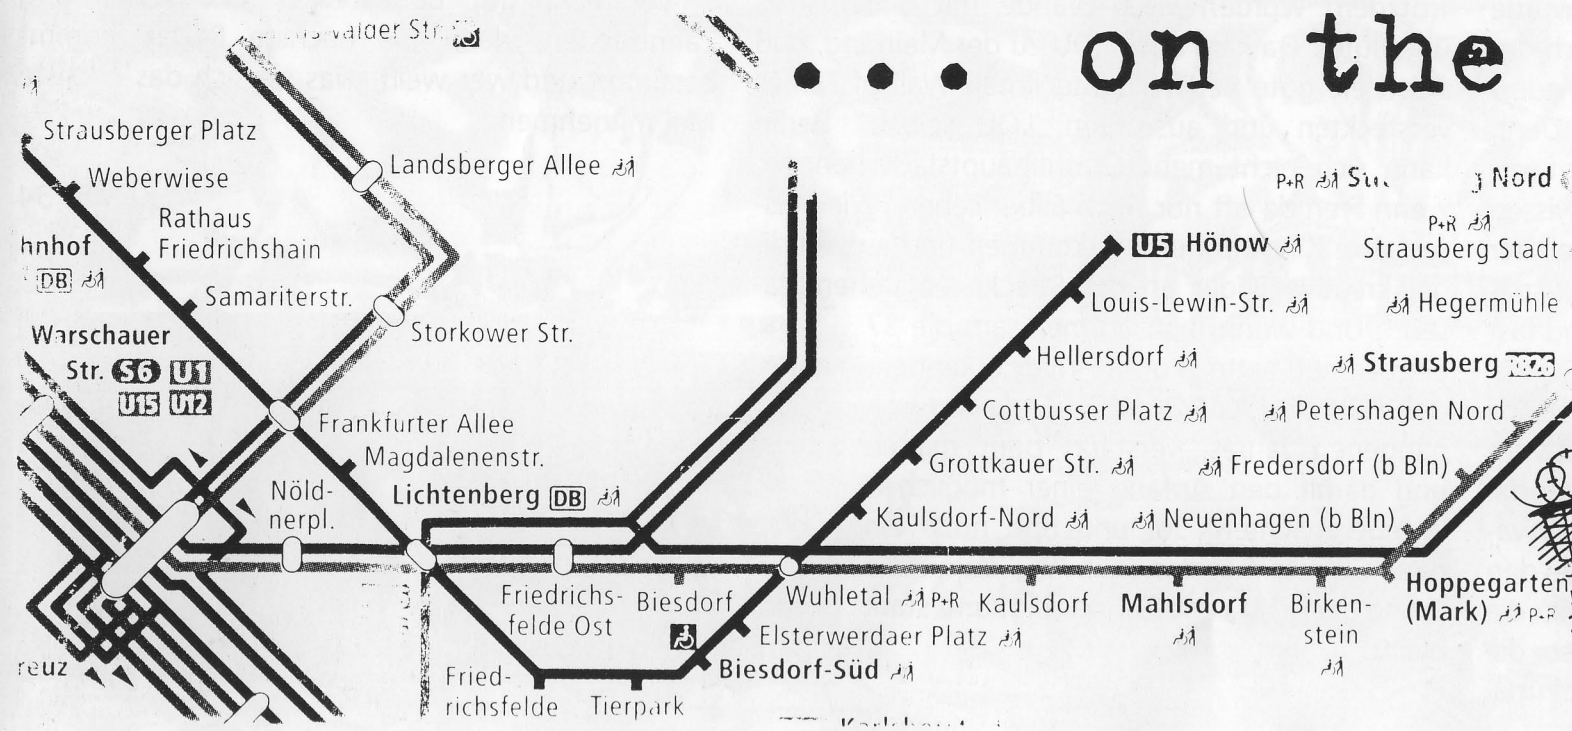 ... on the
Strausberger Platz
Weberwiese
Rathaus
Friedrichshain
Samariterstr.
Warschauer
Str. S6 U1
U15 U12
DB
Landsberger Allee
Storkower Str.
Frankfurter Allee
Magdalenenstr.
Lichtenberg DB
Nöld-
nerpl.
Friedrichs-
felde Ost
Biesdorf
Fried-
richsfelde
Tierpark
Biesdorf-Süd
Elsterwerdaer Platz
Wuhletal P+R
Kaulsdorf
Mahlsdorf
Birken-
stein
Hoppegarten
(Mark) P+R
U5 Hönow
Louis-Lewin-Str.
Hellersdorf
Cottbusser Platz
Grottkauer Str.
Kaulsdorf-Nord
P+R Nord
P+R
Strausberg Stadt
Hegermühle
Strausberg
Petershagen Nord
Fredersdorf (b Bln)
Neuenhagen (b Bln)